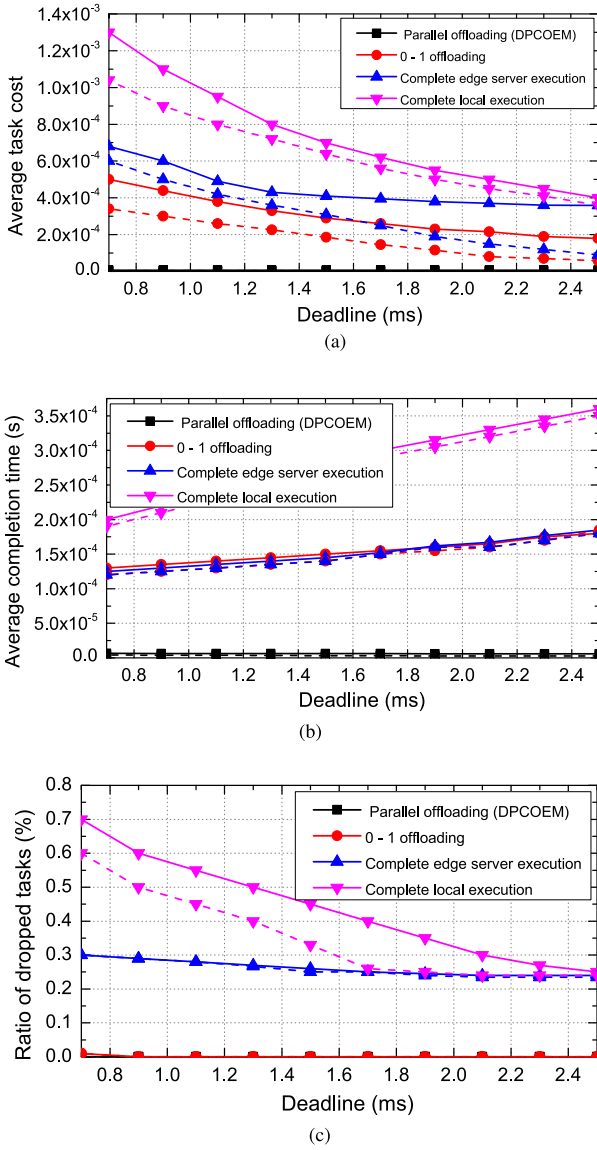 1.4x10⁻³
1.2x10⁻³
1.0x10⁻³
8.0x10⁻⁴
6.0x10⁻⁴
4.0x10⁻⁴
2.0x10⁻⁴
0.0
Average task cost
Parallel offloading (DPCOEM)
0 - 1 offloading
Complete edge server execution
Complete local execution
0.8 1.0 1.2 1.4 1.6 1.8 2.0 2.2 2.4
Deadline (ms)
(a)
3.5x10⁻⁴
3.0x10⁻⁴
2.5x10⁻⁴
2.0x10⁻⁴
1.5x10⁻⁴
1.0x10⁻⁴
5.0x10⁻⁵
0.0
Average completion time (s)
Parallel offloading (DPCOEM)
0 - 1 offloading
Complete edge server execution
Complete local execution
0.8 1.0 1.2 1.4 1.6 1.8 2.0 2.2 2.4
Deadline (ms)
(b)
0.8
0.7
0.6
0.5
0.4
0.3
0.2
0.1
0.0
Ratio of dropped tasks (%)
Parallel offloading (DPCOEM)
0 - 1 offloading
Complete edge server execution
Complete local execution
0.8 1.0 1.2 1.4 1.6 1.8 2.0 2.2 2.4
Deadline (ms)
(c)